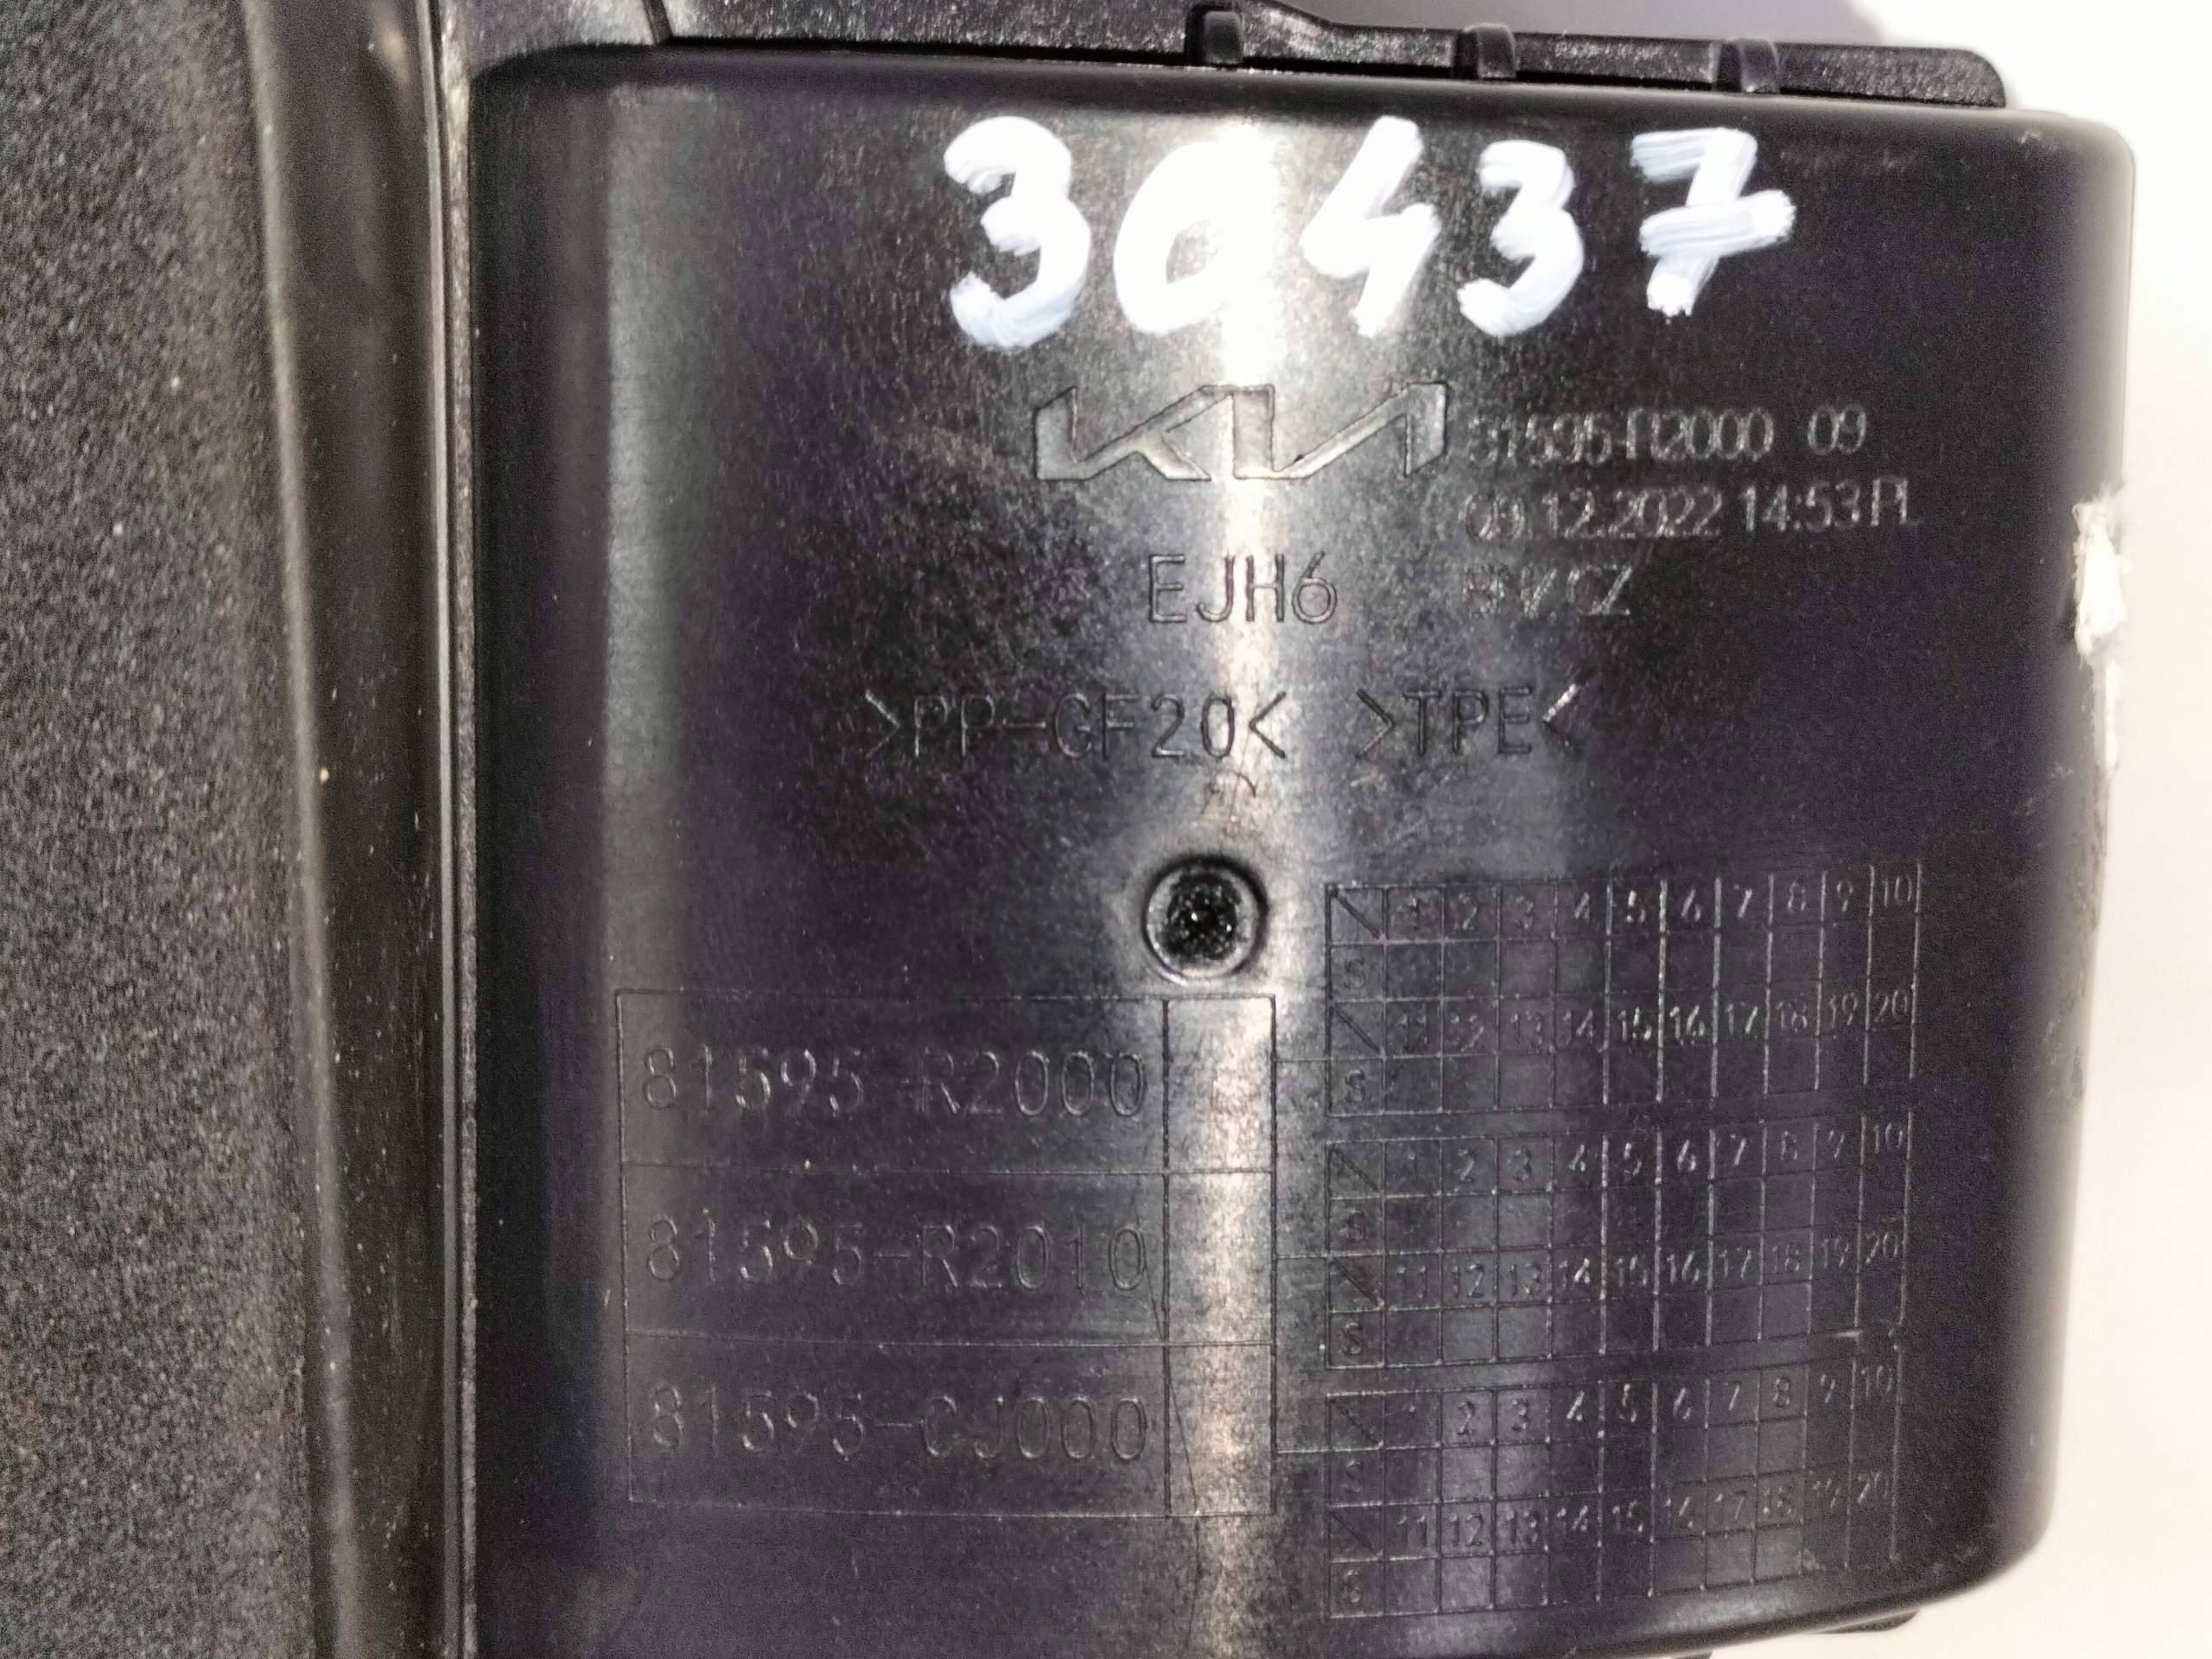 30437
KIA
81595-R2000 09
09.12.2022 14:53 PL
CZ
EJH6
>PP-GF20< >TPE<
1 2 3 4 5 6 7 8 9 10
S
11 12 13 14 15 16 17 18 19 20
S
81595-R2000
1 2 3 4 5 6 7 8 9 10
S
11 12 13 14 15 16 17 18 19 20
S
81595-R2010
1 2 3 4 5 6 7 8 9 10
S
11 12 13 14 15 16 17 18 19 20
S
81595-CJ000